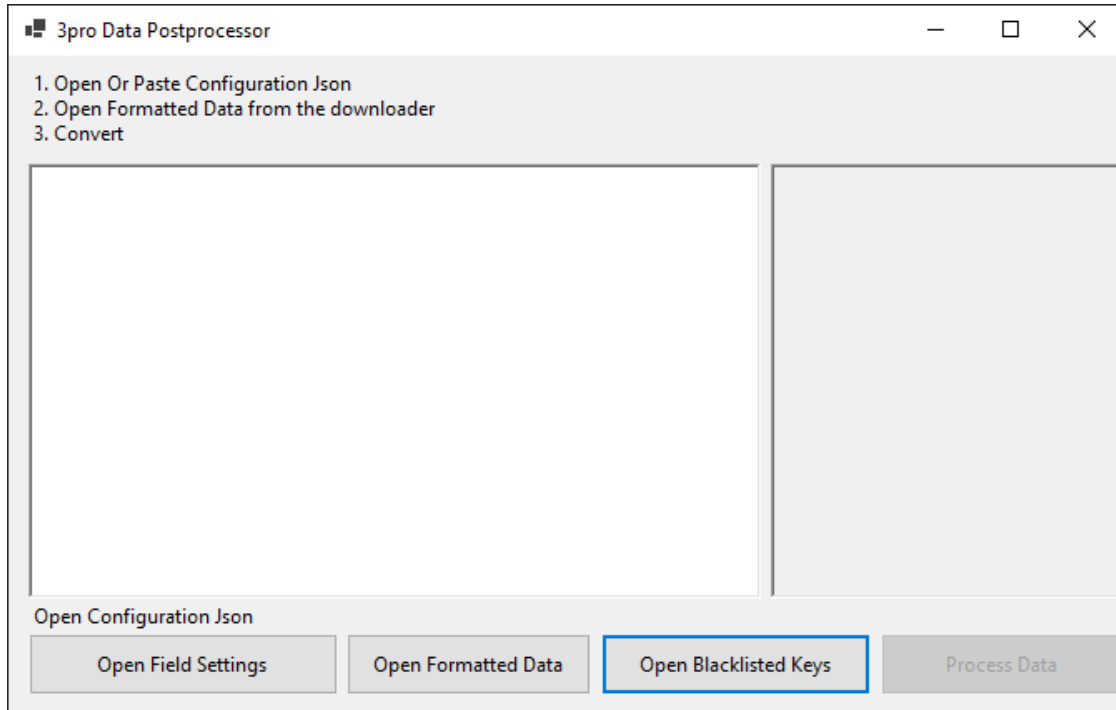 3pro Data Postprocessor
1. Open Or Paste Configuration Json
2. Open Formatted Data from the downloader
3. Convert
Open Configuration Json
Open Field Settings
Open Formatted Data
Open Blacklisted Keys
Process Data